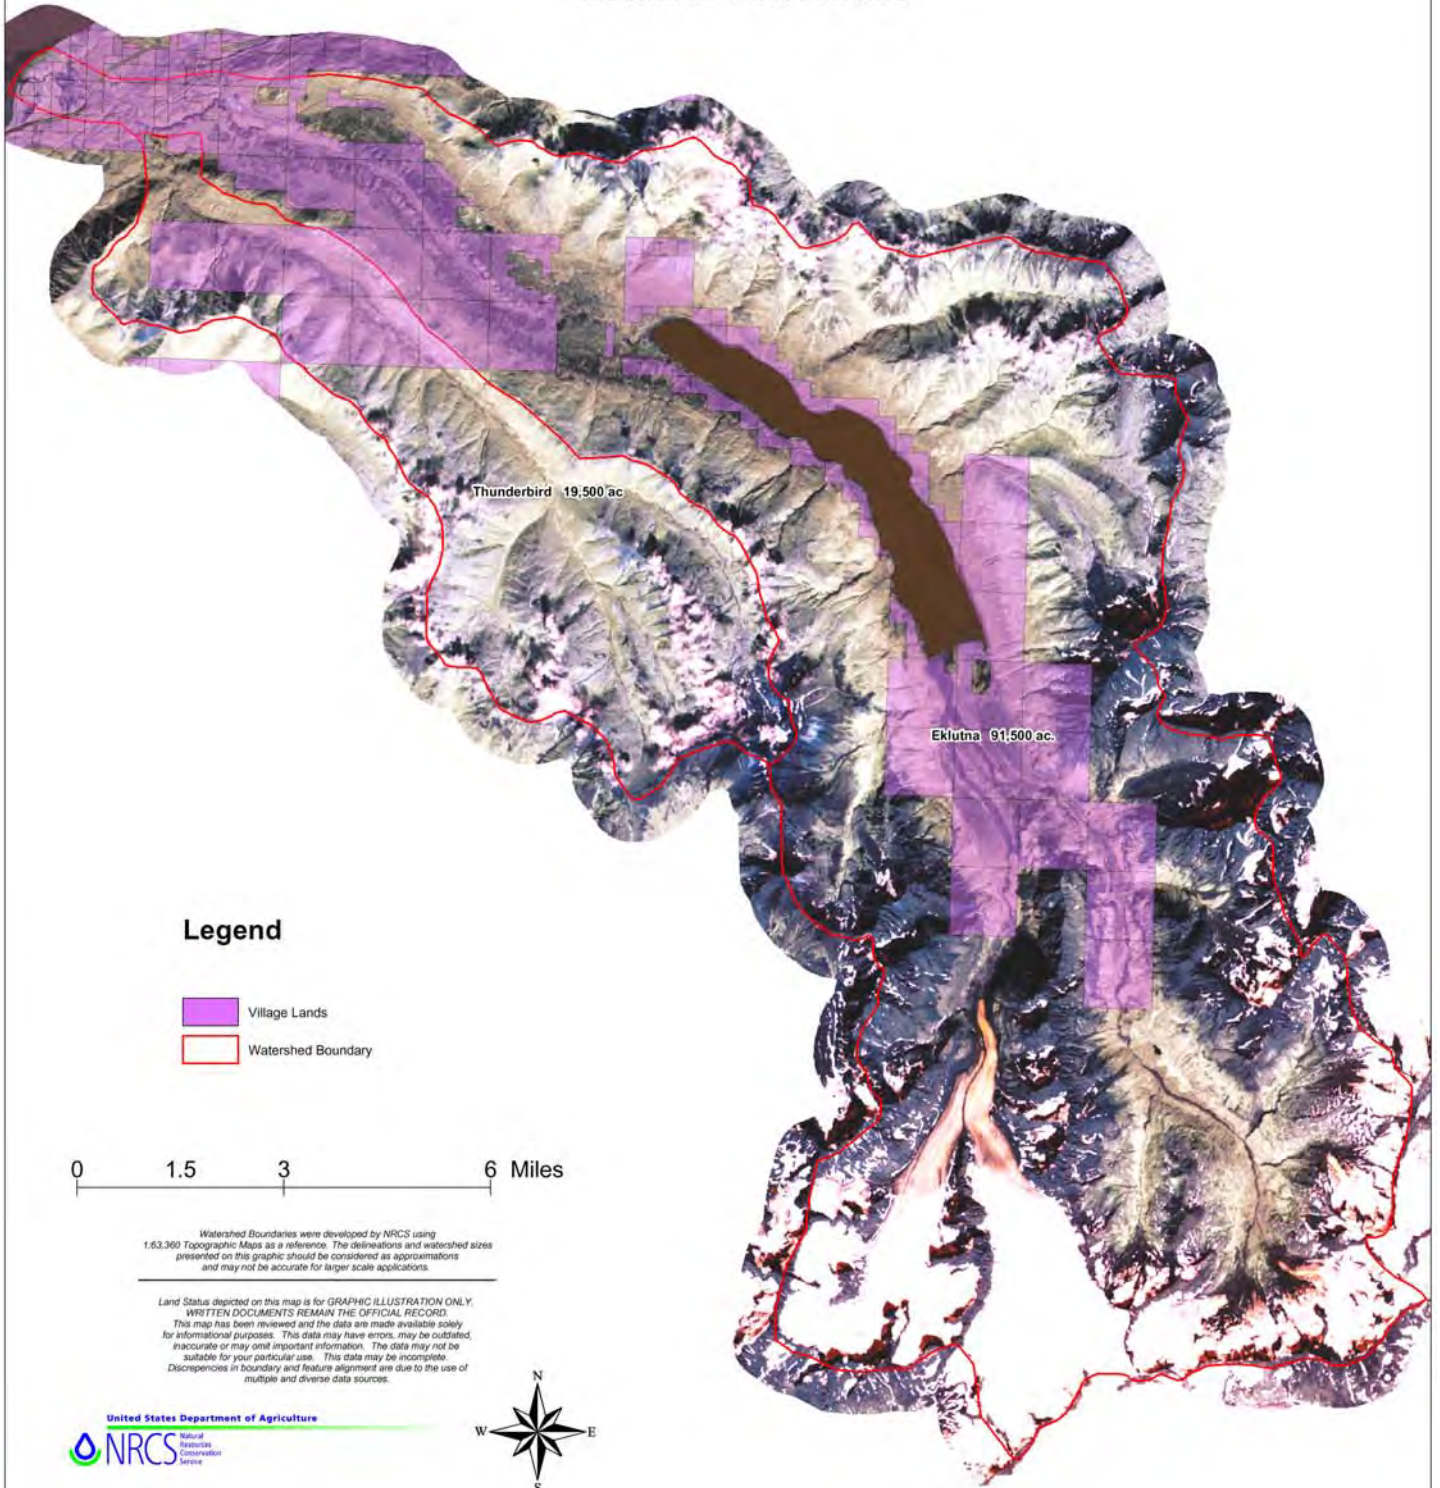 Thunderbird 19,500 ac
Eklutna 91,500 ac.
Legend
Village Lands
Watershed Boundary
0 1.5 3 6 Miles
Watershed Boundaries were developed by NRCS using
1:63,360 Topographic Maps as a reference. The delineations and watershed sizes
presented on this graphic should be considered as approximations
and may not be accurate for larger scale applications.
Land Status depicted on this map is for GRAPHIC ILLUSTRATION ONLY.
WRITTEN DOCUMENTS REMAIN THE OFFICIAL RECORD.
This map has been reviewed and the data are made available solely
for informational purposes. This data may have errors, may be outdated,
inaccurate or may omit important information. The data may not be
suitable for your particular use. This data may be incomplete.
Discrepencies in boundary and feature alignment are due to the use of
multiple and diverse data sources.
N
W E
S
United States Department of Agriculture
NRCS
Natural
Resources
Conservation
Service